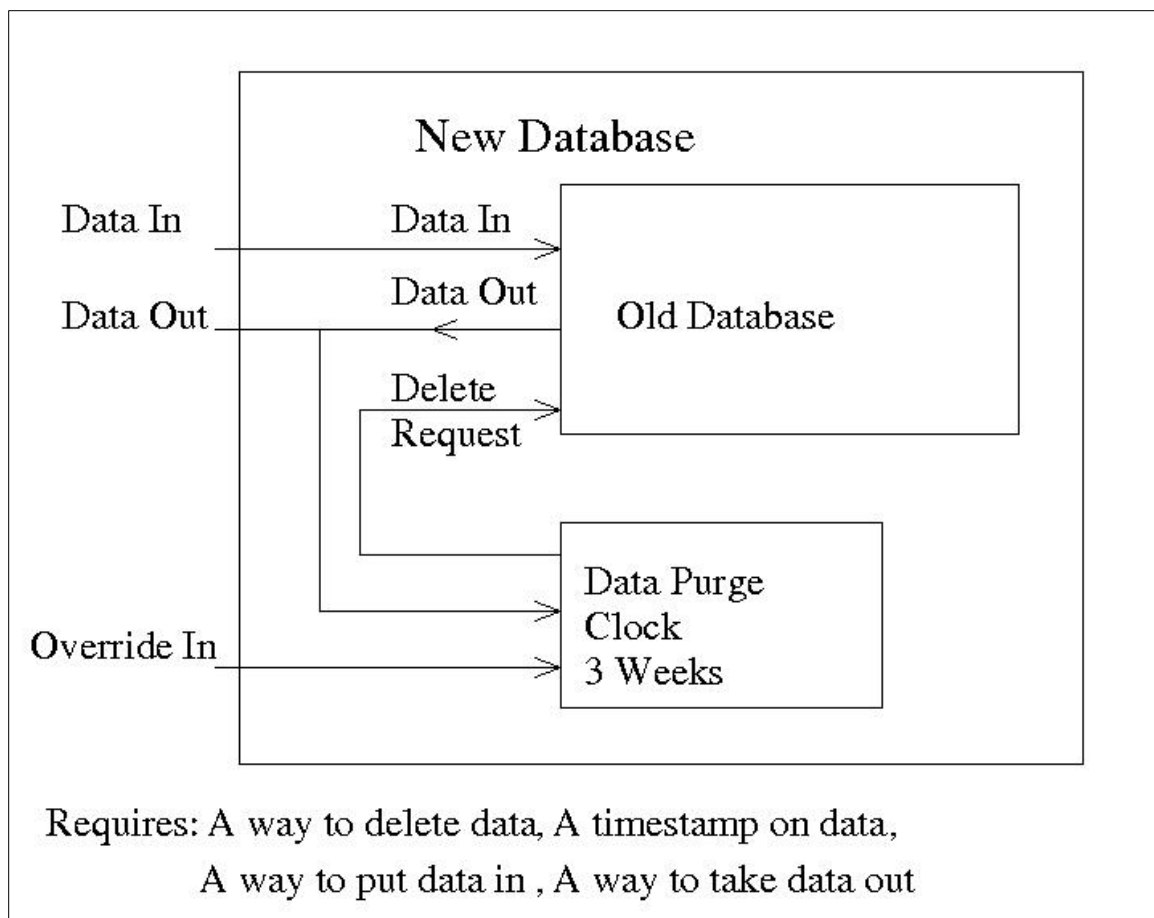 New Database
Data In
Data In
Data Out
Data Out
Old Database
Delete
Request
Data Purge
Clock
3 Weeks
Override In
Requires: A way to delete data, A timestamp on data,
A way to put data in , A way to take data out